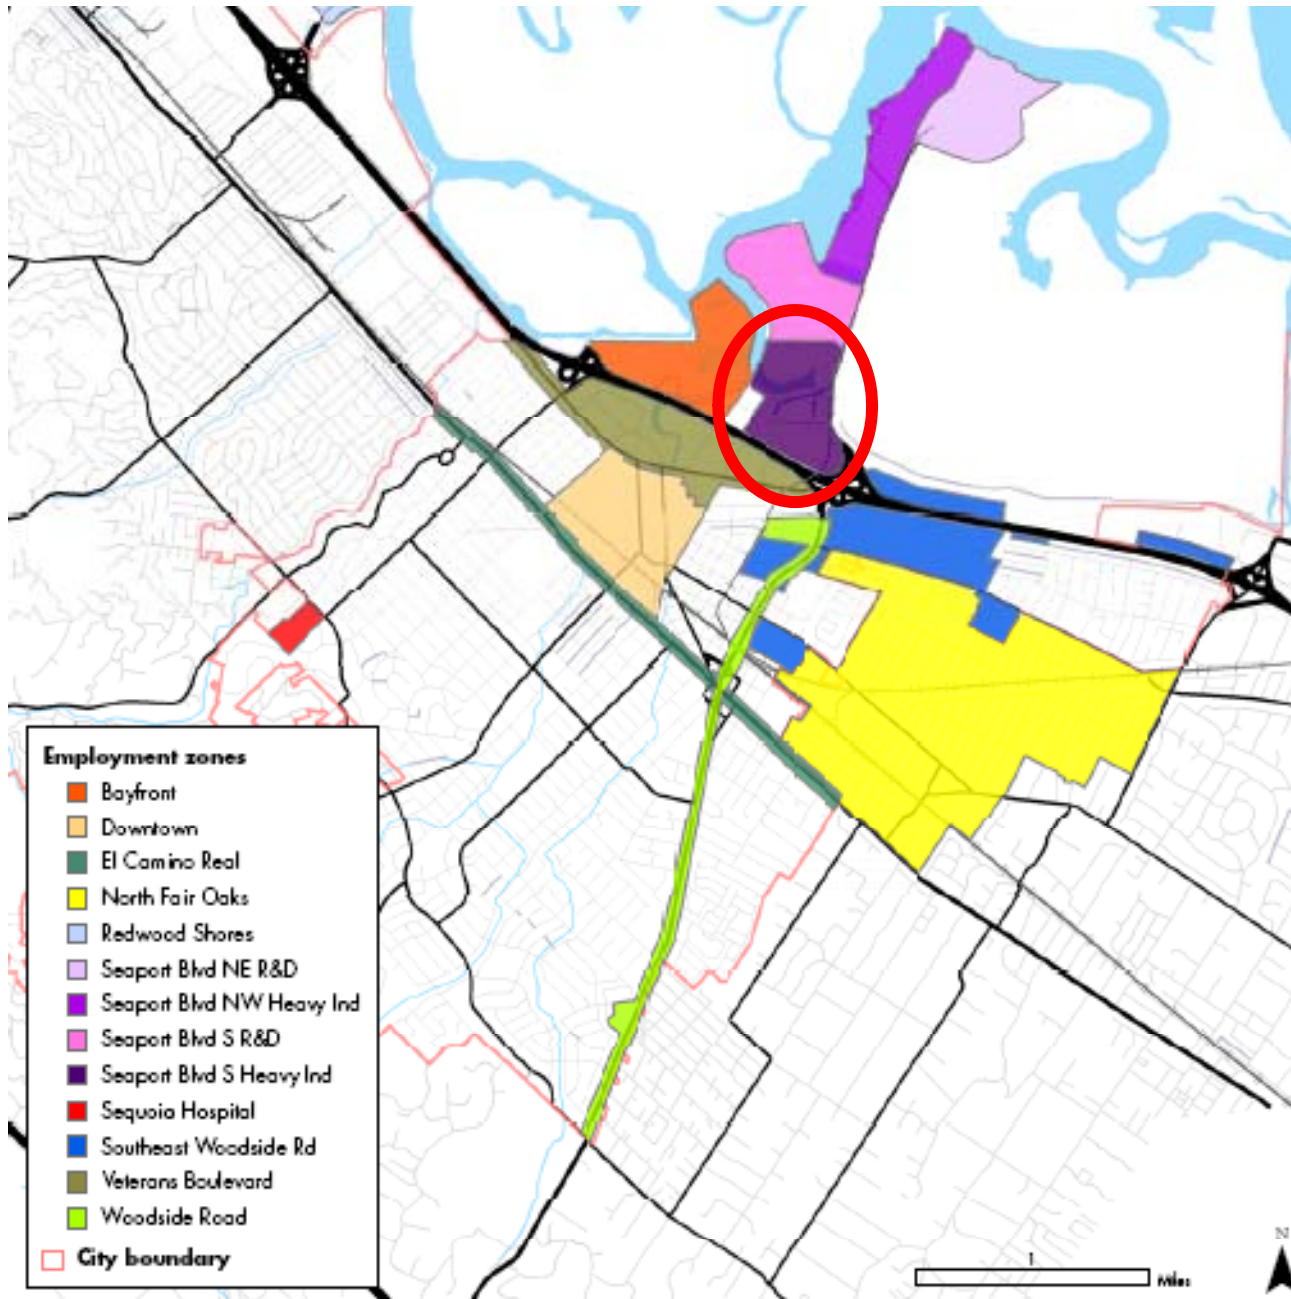 Employment zones
Bayfront
Downtown
El Camino Real
North Fair Oaks
Redwood Shores
Seaport Blvd NE R&D
Seaport Blvd NW Heavy Ind
Seaport Blvd S R&D
Seaport Blvd S Heavy Ind
Sequoia Hospital
Southeast Woodside Rd
Veterans Boulevard
Woodside Road
City boundary
N
1
Miles